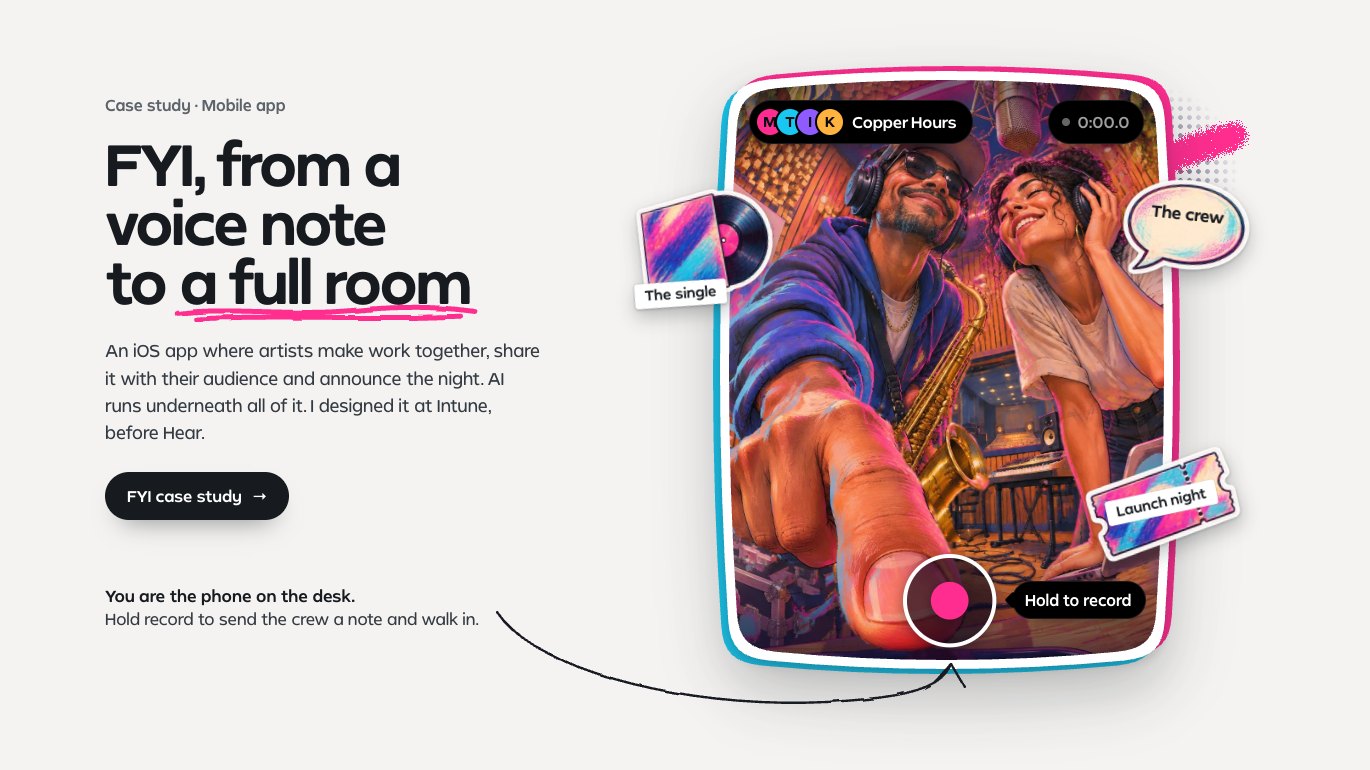 Case study · Mobile app
FYI, from a
voice note
to a full room
An iOS app where artists make work together, share
it with their audience and announce the night. AI
runs underneath all of it. I designed it at Intune,
before Hear.
FYI case study →
You are the phone on the desk.
Hold record to send the crew a note and walk in.
M T I K Copper Hours
0:00.0
The single
The crew
Launch night
Hold to record